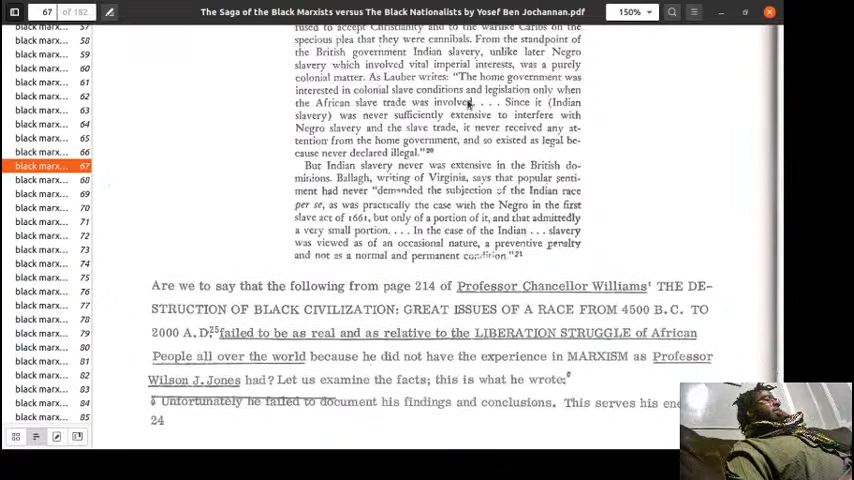 67 of 182
The Saga of the Black Marxists versus The Black Nationalists by Yosef Ben Jochannan.pdf
150%
black marx... 57
black marx... 58
black marx... 59
black marx... 60
black marx... 61
black marx... 62
black marx... 63
black marx... 64
black marx... 65
black marx... 66
black marx... 67
black marx... 68
black marx... 69
black marx... 70
black marx... 71
black marx... 72
black marx... 73
black marx... 74
black marx... 75
black marx... 76
black marx... 77
black marx... 78
black marx... 79
black marx... 80
black marx... 81
black marx... 82
black marx... 83
black marx... 84
black marx... 85
fused to accept Christianity and to the warlike Caribs on the
specious plea that they were cannibals. From the standpoint
of the British government Indian slavery, unlike later Negro
slavery which involved vital imperial interests, was a purely
colonial matter. As Lauber writes: "The home government was
interested in colonial slave conditions and legislation only when
the African slave trade was involved. . . . Since it (Indian
slavery) was never sufficiently extensive to interfere with
Negro slavery and the slave trade, it never received any at-
tention from the home government, and so existed as legal be-
cause never declared illegal."20
But Indian slavery never was extensive in the British do-
minions. Ballagh, writing of Virginia, says that popular senti-
ment had never "demanded the subjection of the Indian race
per se, as was practically the case with the Negro in the first
slave act of 1661, but only of a portion of it, and that admittedly
a very small portion. . . . In the case of the Indian . . . slavery
was viewed as of an occasional nature, a preventive penalty
and not as a normal and permanent condition."21
Are we to say that the following from page 214 of Professor Chancellor Williams' THE DE-
STRUCTION OF BLACK CIVILIZATION: GREAT ISSUES OF A RACE FROM 4500 B.C. TO
2000 A.D.25 failed to be as real and as relative to the LIBERATION STRUGGLE of African
People all over the world because he did not have the experience in MARXISM as Professor
Wilson J. Jones had? Let us examine the facts; this is what he wrote:
Unfortunately he failed to document his findings and conclusions. This serves his
24